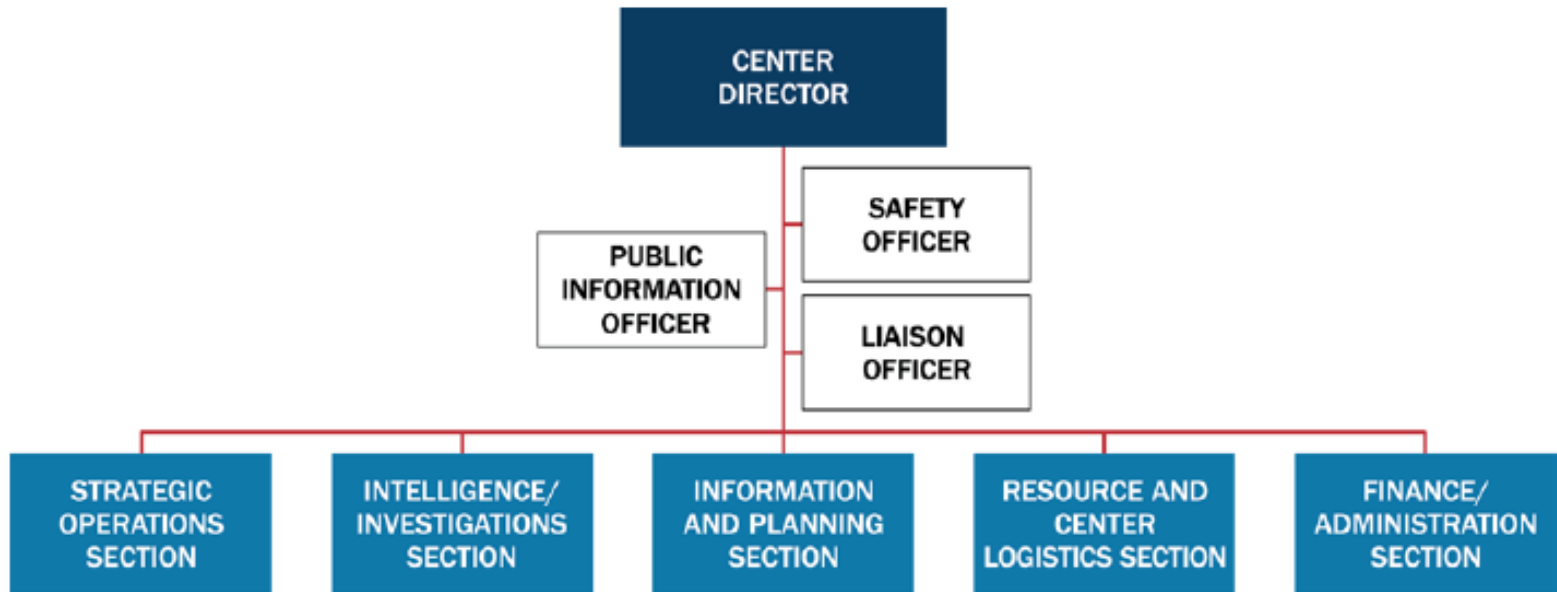 CENTER
DIRECTOR
SAFETY
OFFICER
PUBLIC
INFORMATION
OFFICER
LIAISON
OFFICER
STRATEGIC
OPERATIONS
SECTION
INTELLIGENCE/
INVESTIGATIONS
SECTION
INFORMATION
AND PLANNING
SECTION
RESOURCE AND
CENTER
LOGISTICS SECTION
FINANCE/
ADMINISTRATION
SECTION